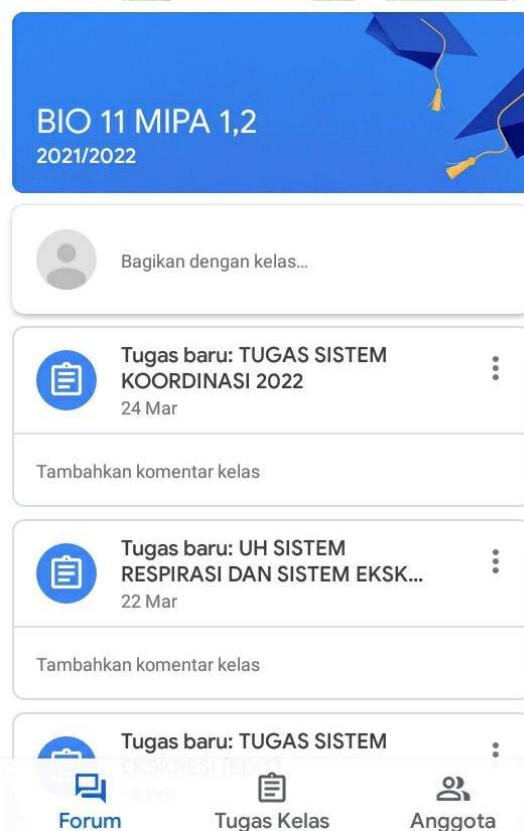 BIO 11 MIPA 1,2
2021/2022
Bagikan dengan kelas...
Tugas baru: TUGAS SISTEM
KOORDINASI 2022
24 Mar
Tambahkan komentar kelas
Tugas baru: UH SISTEM
RESPIRASI DAN SISTEM EKSK...
22 Mar
Tambahkan komentar kelas
Tugas baru: TUGAS SISTEM
EKSKRESI (EDIT)
Forum
Tugas Kelas
Anggota